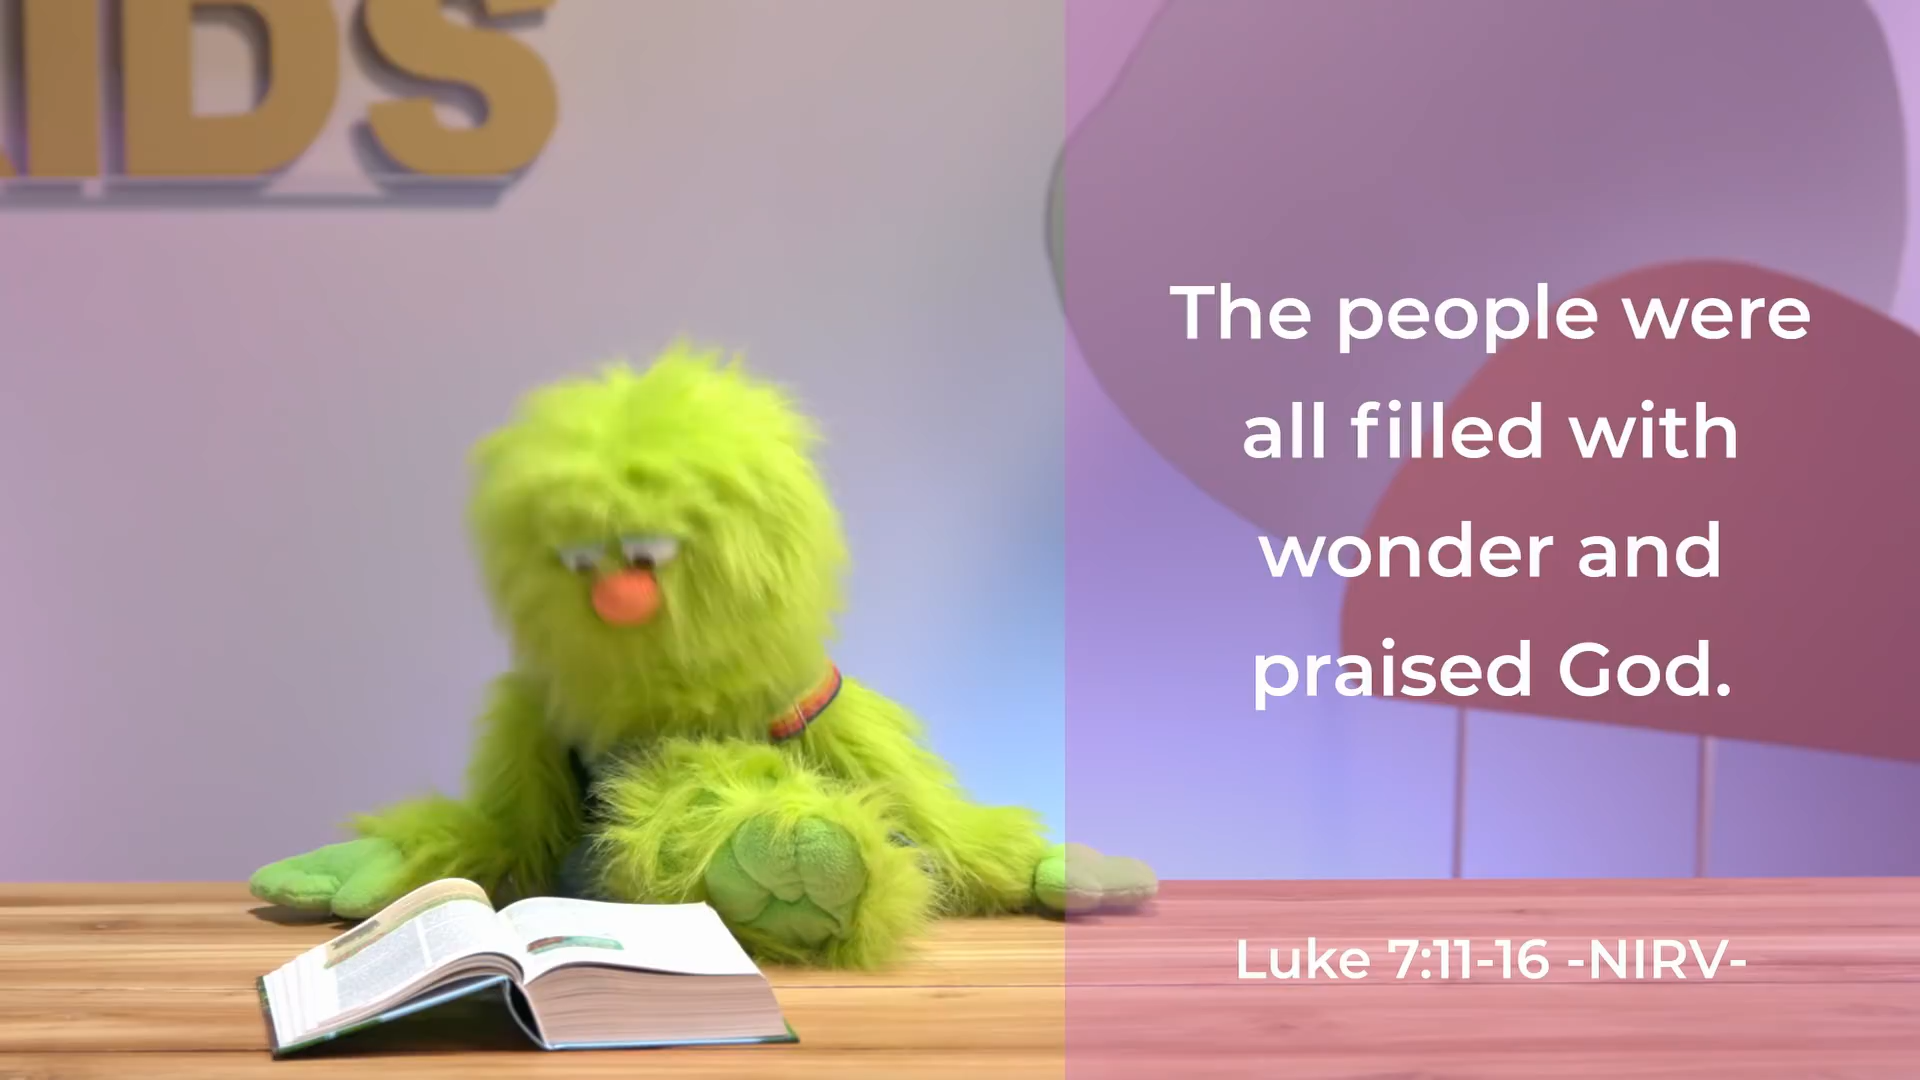 IDS
The people were
all filled with
wonder and
praised God.
Luke 7:11-16 -NIRV-